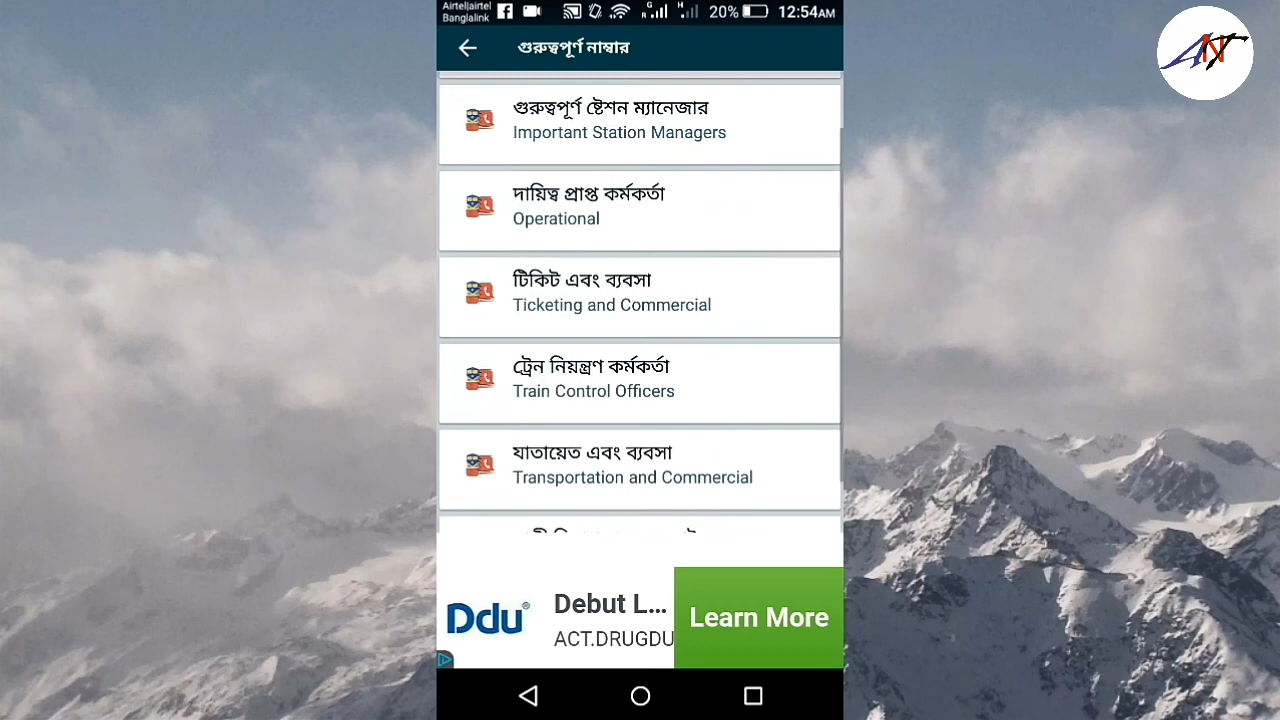 Airtel|airtel
Banglalink
20%
12:54AM
গুরুত্বপূর্ণ নাম্বার
গুরুত্বপূর্ণ ষ্টেশন ম্যানেজার
Important Station Managers
দায়িত্ব প্রাপ্ত কর্মকর্তা
Operational
টিকিট এবং ব্যবসা
Ticketing and Commercial
ট্রেন নিয়ন্ত্রণ কর্মকর্তা
Train Control Officers
যাতায়েত এবং ব্যবসা
Transportation and Commercial
Ddu®
Debut L...
ACT.DRUGDU
Learn More
ANT